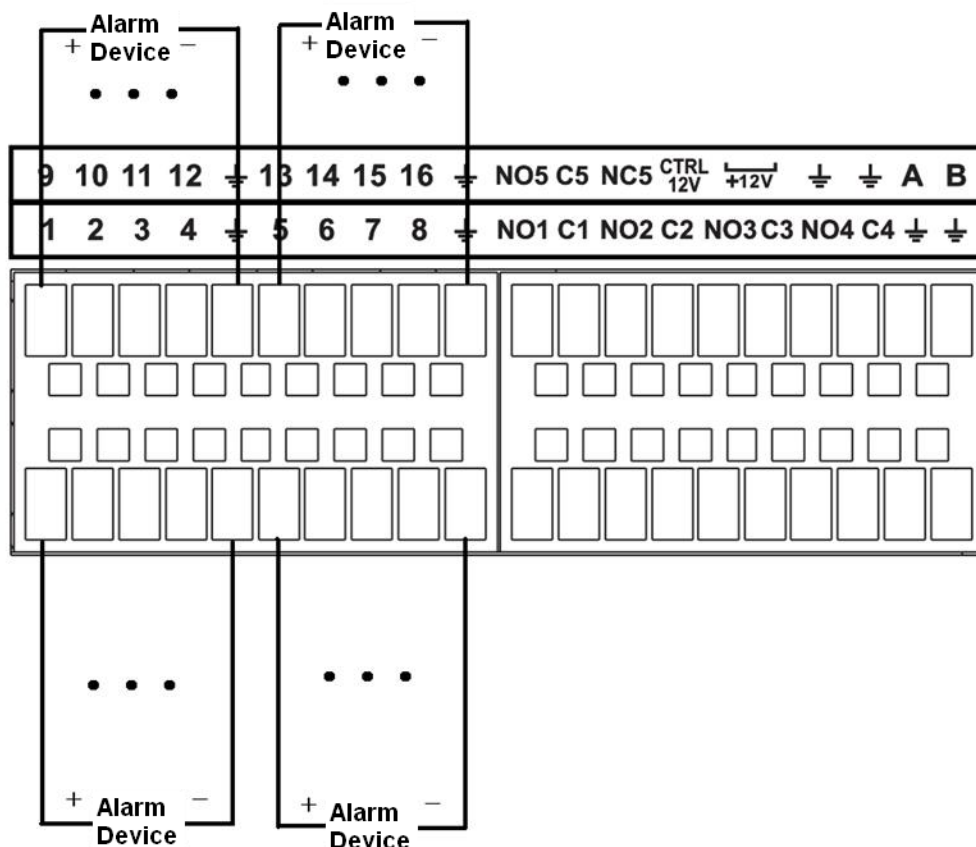 Alarm
Device
+ −
Alarm
Device
+ −
9 10 11 12 ⏚ 13 14 15 16 ⏚ NO5 C5 NC5 CTRL 12V +12V ⏚ ⏚ A B
1 2 3 4 ⏚ 5 6 7 8 ⏚ NO1 C1 NO2 C2 NO3 C3 NO4 C4 ⏚ ⏚
+ −
Alarm
Device
+ −
Alarm
Device